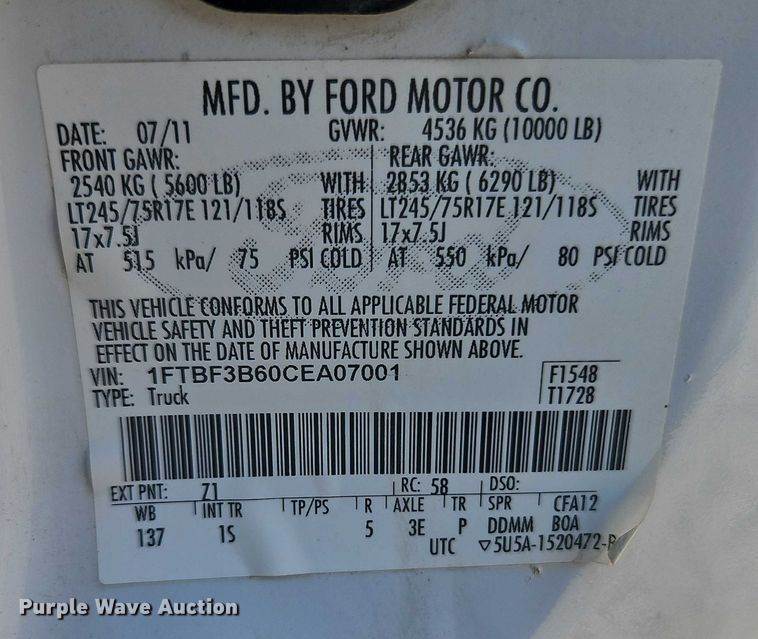 MFD. BY FORD MOTOR CO.
DATE: 07/11 GVWR: 4536 KG (10000 LB)
FRONT GAWR: REAR GAWR:
2540 KG ( 5600 LB) WITH 2853 KG ( 6290 LB) WITH
LT245/75R17E 121/118S TIRES LT245/75R17E 121/118S TIRES
17x7.5J RIMS 17x7.5J RIMS
AT 515 kPa/ 75 PSI COLD AT 550 kPa/ 80 PSI COLD
THIS VEHICLE CONFORMS TO ALL APPLICABLE FEDERAL MOTOR
VEHICLE SAFETY AND THEFT PREVENTION STANDARDS IN
EFFECT ON THE DATE OF MANUFACTURE SHOWN ABOVE.
VIN: 1FTBF3B60CEA07001 F1548
TYPE: Truck T1728
EXT PNT: Z1 RC: 58 DSO:
WB INT TR TP/PS R AXLE TR SPR CFA12
137 1S 5 3E P DDMM BOA
UTC ▽5U5A-1520472-
Purple Wave Auction